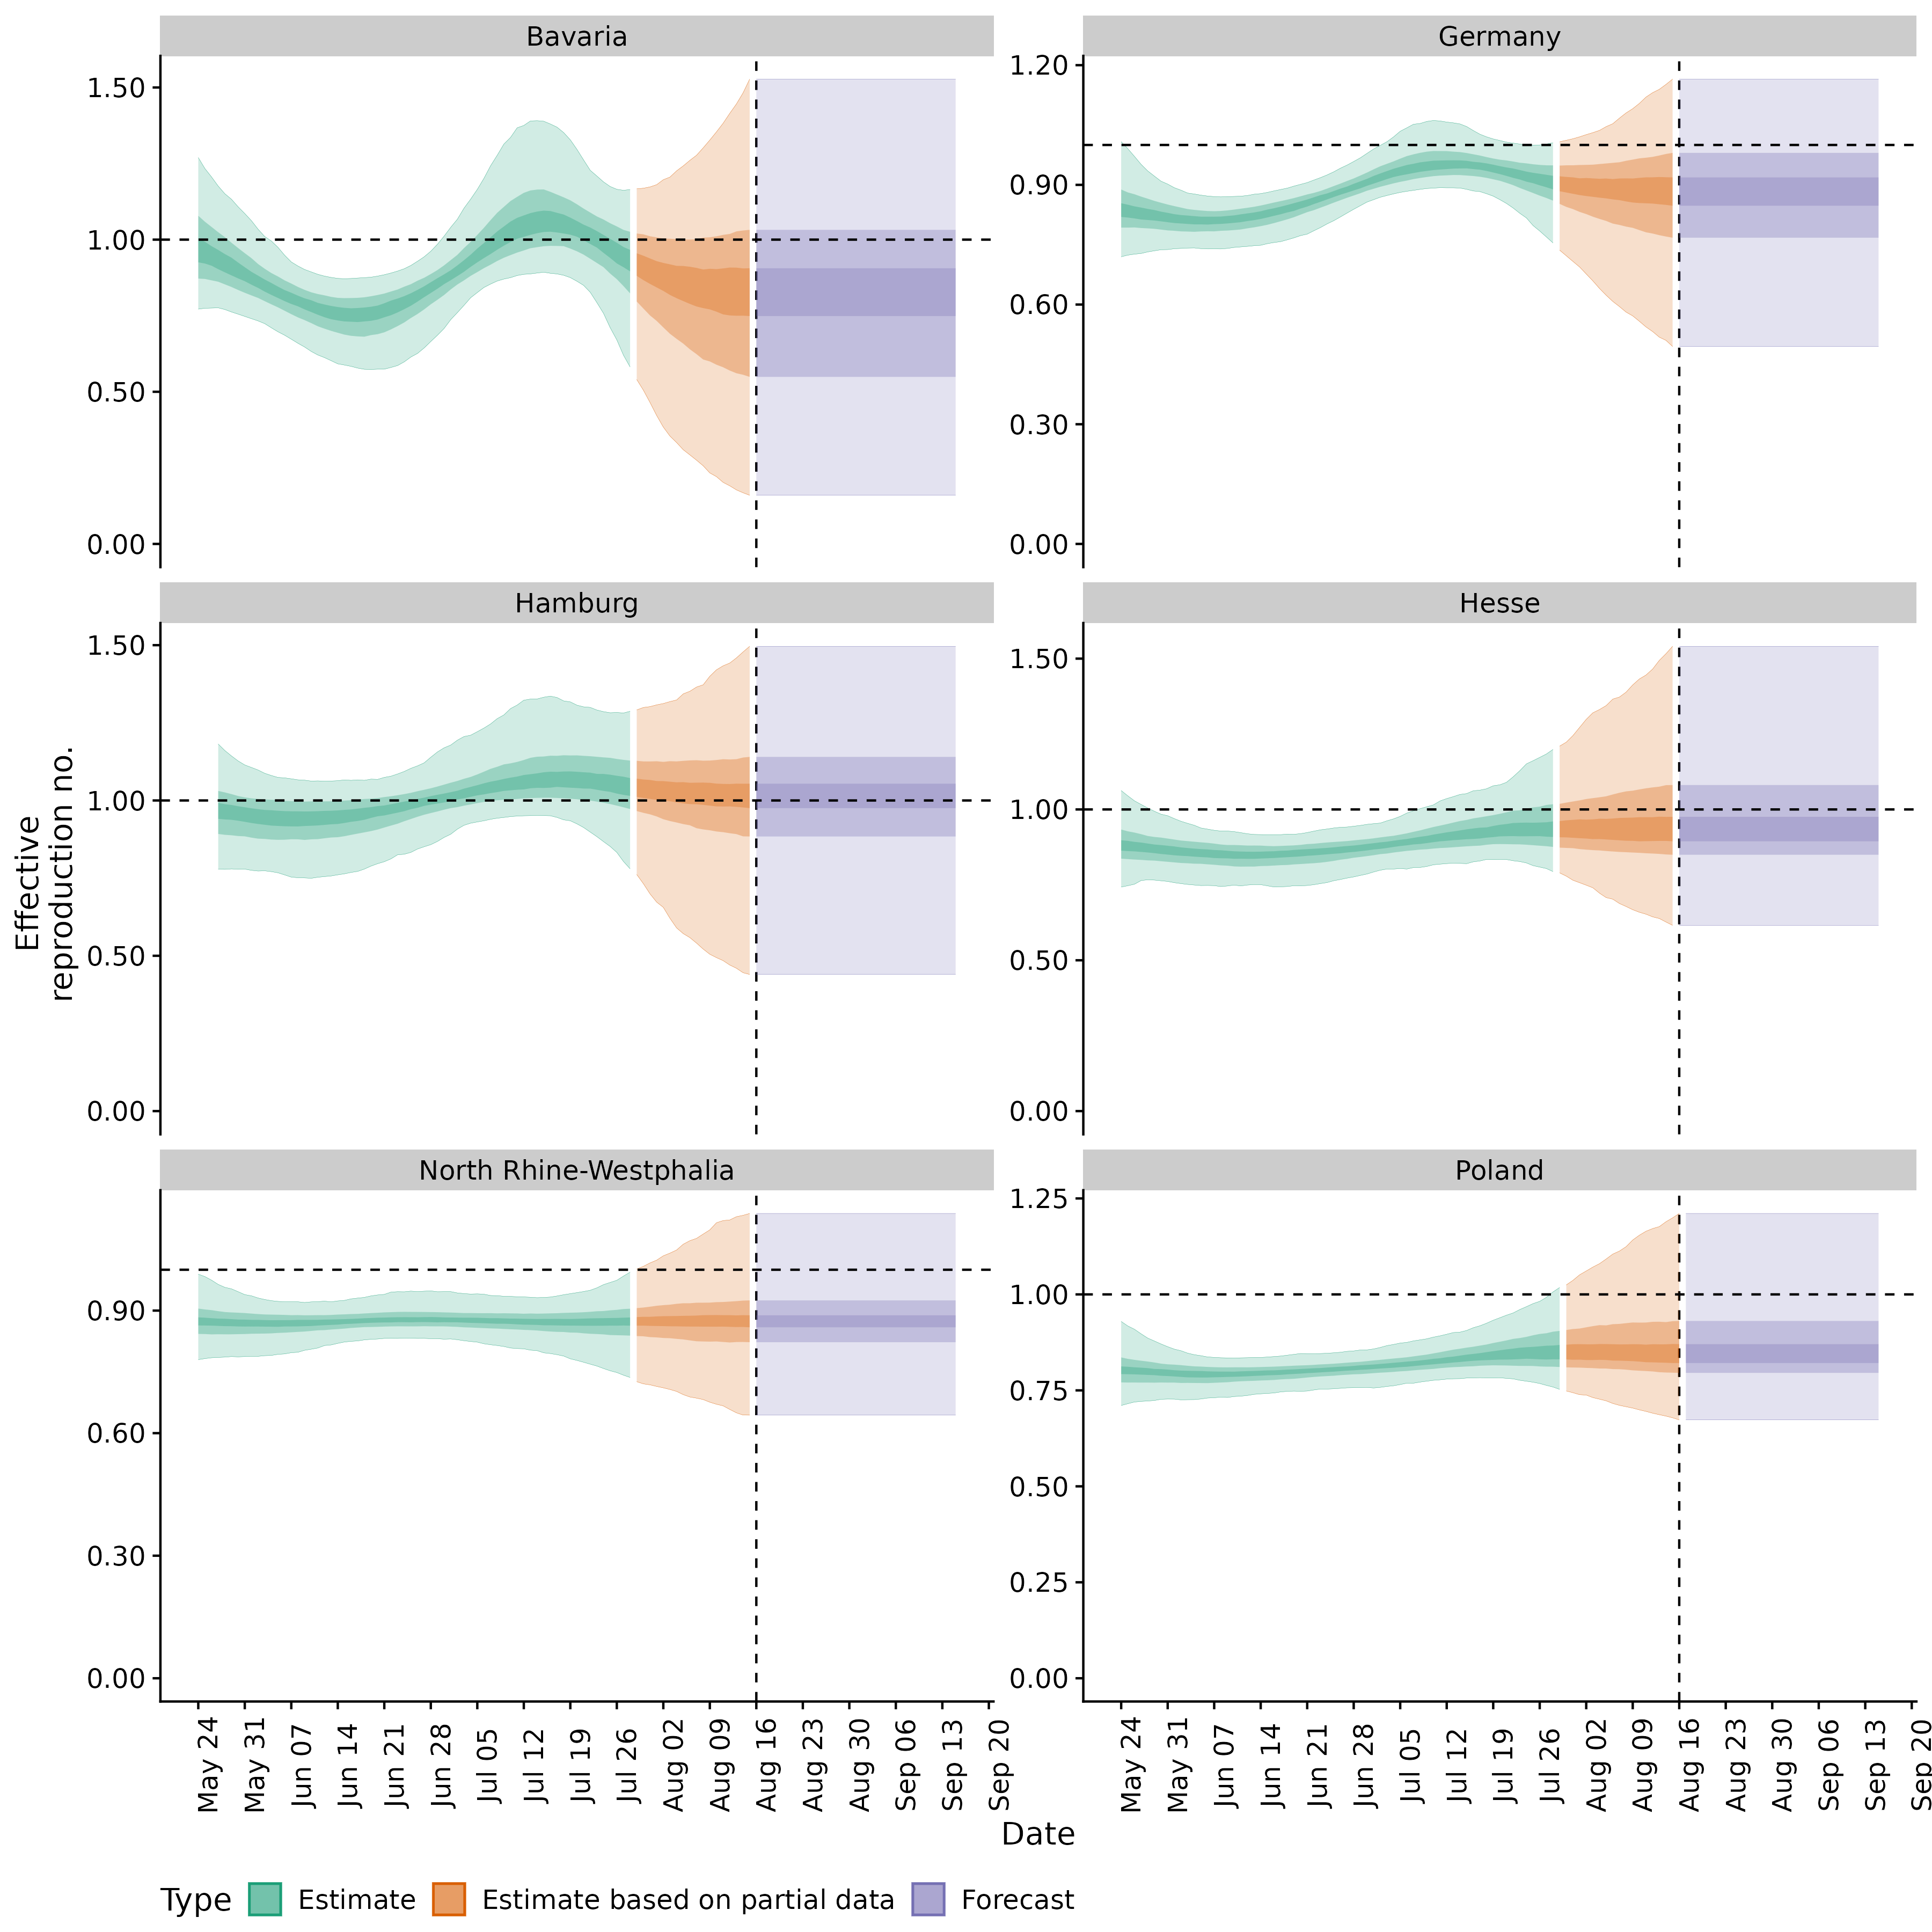 Bavaria
Germany
1.50
1.00
0.50
0.00
1.20
0.90
0.60
0.30
0.00
Hamburg
Hesse
1.50
1.00
0.50
0.00
1.50
1.00
0.50
0.00
Effective
reproduction no.
North Rhine-Westphalia
Poland
0.90
0.60
0.30
0.00
1.25
1.00
0.75
0.50
0.25
0.00
May 24
May 31
Jun 07
Jun 14
Jun 21
Jun 28
Jul 05
Jul 12
Jul 19
Jul 26
Aug 02
Aug 09
Aug 16
Aug 23
Aug 30
Sep 06
Sep 13
Sep 20
May 24
May 31
Jun 07
Jun 14
Jun 21
Jun 28
Jul 05
Jul 12
Jul 19
Jul 26
Aug 02
Aug 09
Aug 16
Aug 23
Aug 30
Sep 06
Sep 13
Sep 20
Date
Type Estimate Estimate based on partial data Forecast